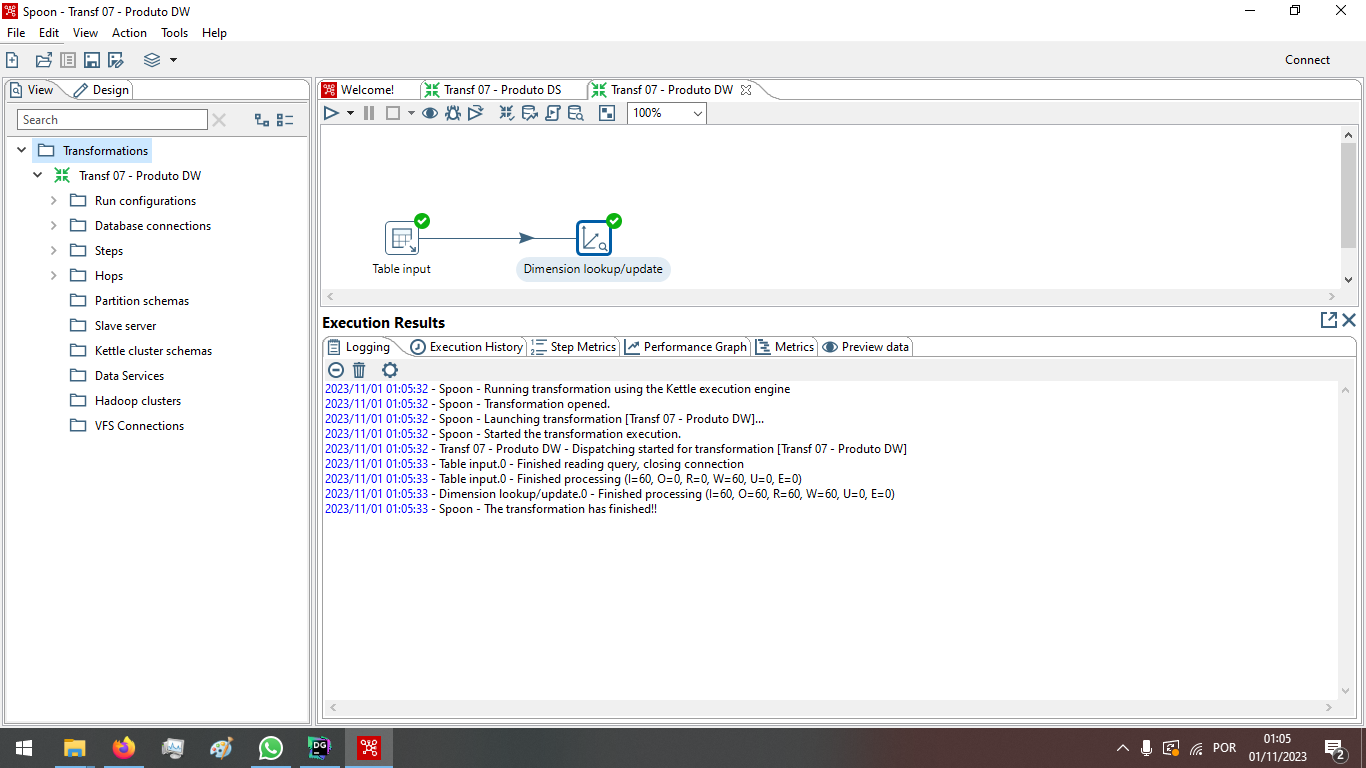 Spoon - Transf 07 - Produto DW
File Edit View Action Tools Help
Connect
View Design
Search
Transformations
Transf 07 - Produto DW
Run configurations
Database connections
Steps
Hops
Partition schemas
Slave server
Kettle cluster schemas
Data Services
Hadoop clusters
VFS Connections
Welcome! Transf 07 - Produto DS Transf 07 - Produto DW
100%
Table input Dimension lookup/update
Execution Results
Logging Execution History Step Metrics Performance Graph Metrics Preview data
2023/11/01 01:05:32 - Spoon - Running transformation using the Kettle execution engine
2023/11/01 01:05:32 - Spoon - Transformation opened.
2023/11/01 01:05:32 - Spoon - Launching transformation [Transf 07 - Produto DW]...
2023/11/01 01:05:32 - Spoon - Started the transformation execution.
2023/11/01 01:05:32 - Transf 07 - Produto DW - Dispatching started for transformation [Transf 07 - Produto DW]
2023/11/01 01:05:33 - Table input.0 - Finished reading query, closing connection
2023/11/01 01:05:33 - Table input.0 - Finished processing (I=60, O=0, R=0, W=60, U=0, E=0)
2023/11/01 01:05:33 - Dimension lookup/update.0 - Finished processing (I=60, O=60, R=60, W=60, U=0, E=0)
2023/11/01 01:05:33 - Spoon - The transformation has finished!!
DG
POR
01:05
01/11/2023
2